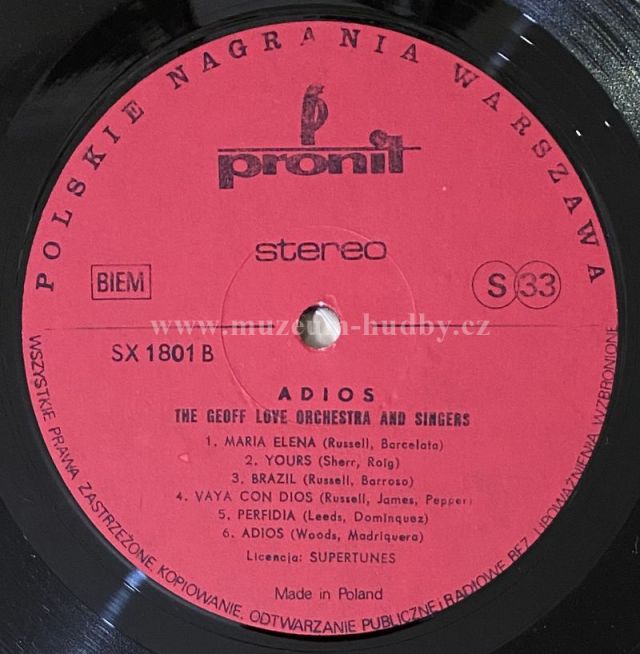 POLSKIE NAGRANIA WARSZAWA
pronit
stereo
BIEM
S 33
www.muzeum-hudby.cz
SX 1801 B
ADIOS
THE GEOFF LOVE ORCHESTRA AND SINGERS
1. MARIA ELENA (Russell, Barcelata)
2. YOURS (Sherr, Roig)
3. BRAZIL (Russell, Barroso)
4. VAYA CON DIOS (Russell, James, Pepper)
5. PERFIDIA (Leeds, Dominquez)
6. ADIOS (Woods, Madriquera)
Licencja: SUPERTUNES
Made in Poland
WSZYSTKIE PRAWA ZASTRZEŻONE. KOPIOWANIE, ODTWARZANIE PUBLICZNE i RADIOWE BEZ UPOWAŻNIENIA WZBRONIONE